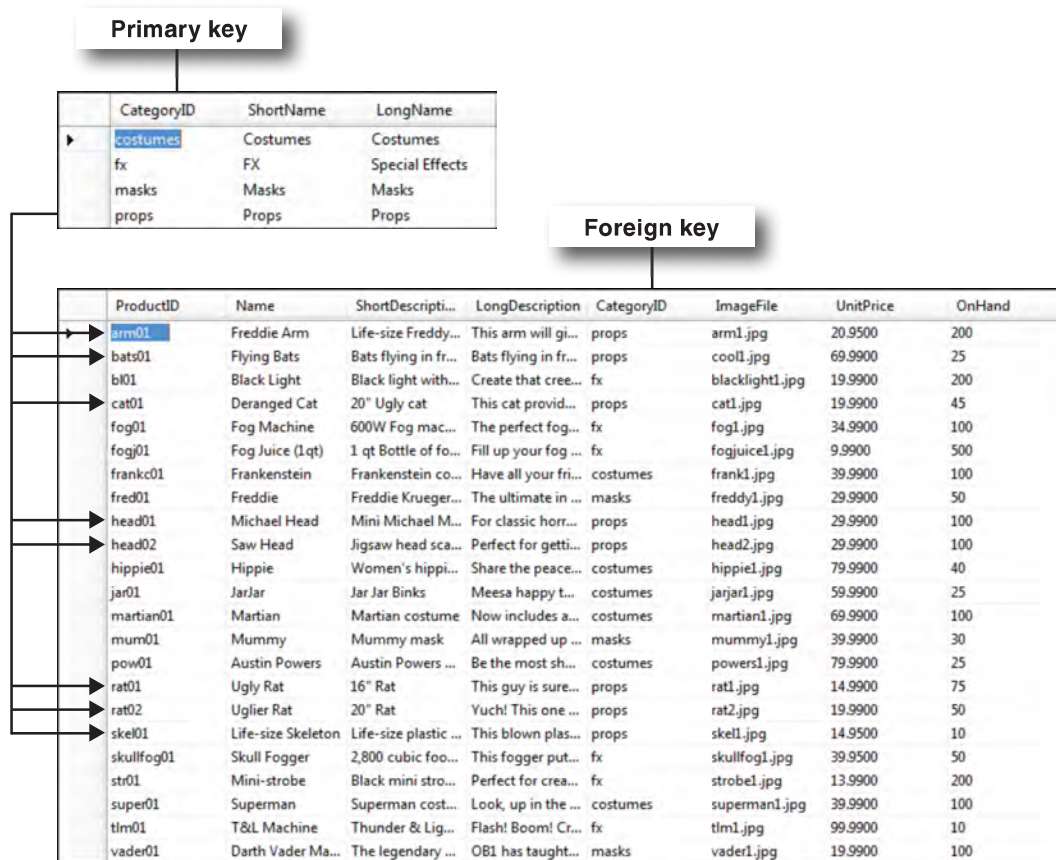 Primary key
CategoryID ShortName LongName
costumes Costumes Costumes
fx FX Special Effects
masks Masks Masks
props Props Props
Foreign key
ProductID Name ShortDescripti... LongDescription CategoryID ImageFile UnitPrice OnHand
arm01 Freddie Arm Life-size Freddy... This arm will gi... props arm1.jpg 20.9500 200
bats01 Flying Bats Bats flying in fr... Bats flying in fr... props cool1.jpg 69.9900 25
bl01 Black Light Black light with... Create that cree... fx blacklight1.jpg 19.9900 200
cat01 Deranged Cat 20" Ugly cat This cat provid... props cat1.jpg 19.9900 45
fog01 Fog Machine 600W Fog mac... The perfect fog... fx fog1.jpg 34.9900 100
fogj01 Fog Juice (1qt) 1 qt Bottle of fo... Fill up your fog ... fx fogjuice1.jpg 9.9900 500
frankc01 Frankenstein Frankenstein co... Have all your fri... costumes frank1.jpg 39.9900 100
fred01 Freddie Freddie Krueger... The ultimate in ... masks freddy1.jpg 29.9900 50
head01 Michael Head Mini Michael M... For classic horr... props head1.jpg 29.9900 100
head02 Saw Head Jigsaw head sca... Perfect for getti... props head2.jpg 29.9900 100
hippie01 Hippie Women's hippi... Share the peace... costumes hippie1.jpg 79.9900 40
jar01 JarJar Jar Jar Binks Meesa happy t... costumes jarjar1.jpg 59.9900 25
martian01 Martian Martian costume Now includes a... costumes martian1.jpg 69.9900 100
mum01 Mummy Mummy mask All wrapped up ... masks mummy1.jpg 39.9900 30
pow01 Austin Powers Austin Powers ... Be the most sh... costumes powers1.jpg 79.9900 25
rat01 Ugly Rat 16" Rat This guy is sure... props rat1.jpg 14.9900 75
rat02 Uglier Rat 20" Rat Yuch! This one ... props rat2.jpg 19.9900 50
skel01 Life-size Skeleton Life-size plastic ... This blown plas... props skel1.jpg 14.9500 10
skullfog01 Skull Fogger 2,800 cubic foo... This fogger put... fx skullfog1.jpg 39.9500 50
str01 Mini-strobe Black mini stro... Perfect for crea... fx strobe1.jpg 13.9900 200
super01 Superman Superman cost... Look, up in the ... costumes superman1.jpg 39.9900 100
tlm01 T&L Machine Thunder & Lig... Flash! Boom! Cr... fx tlm1.jpg 99.9900 10
vader01 Darth Vader Ma... The legendary ... OB1 has taught... masks vader1.jpg 19.9900 100